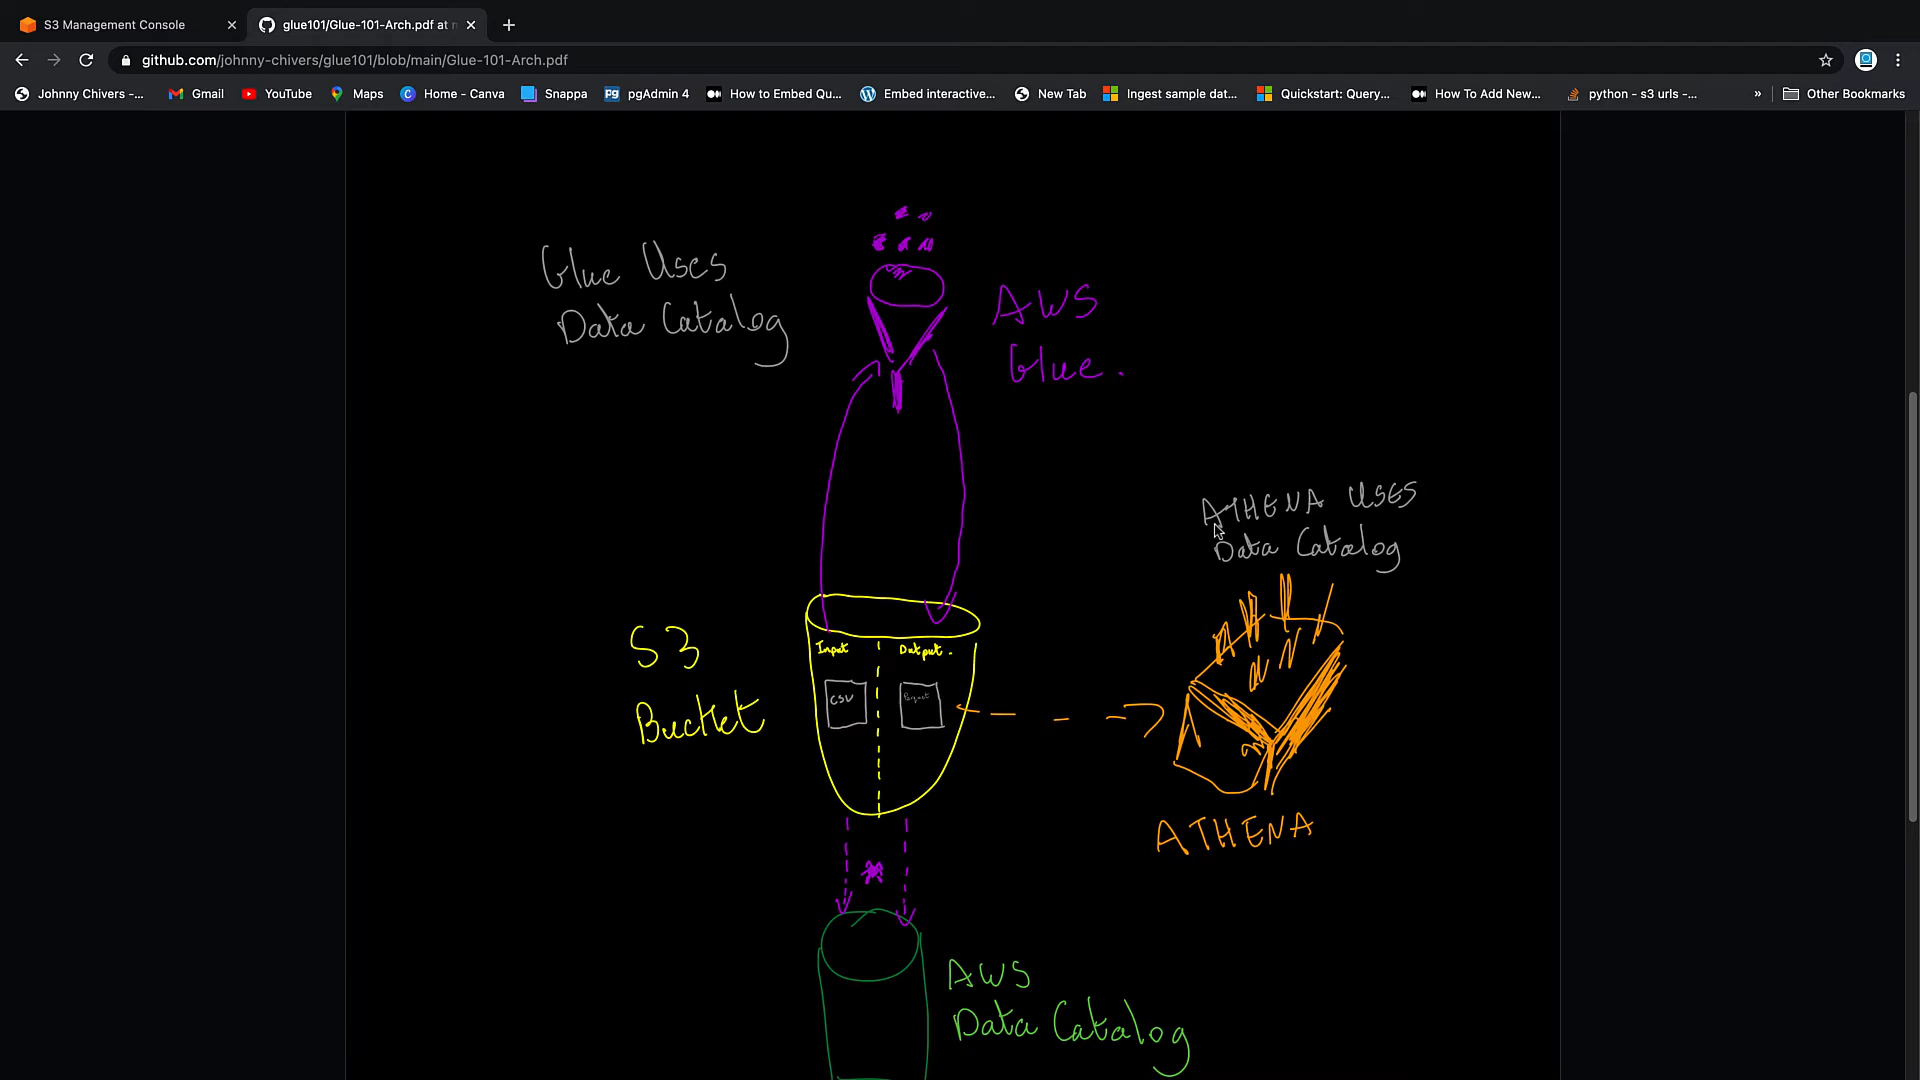 S3 Management Console
glue101/Glue-101-Arch.pdf at m
github.com/johnny-chivers/glue101/blob/main/Glue-101-Arch.pdf
Johnny Chivers –...
Gmail
YouTube
Maps
Home - Canva
Snappa
pgAdmin 4
How to Embed Qu...
Embed interactive...
New Tab
Ingest sample dat...
Quickstart: Query...
How To Add New...
python - s3 urls -...
»
Other Bookmarks
Glue Uses
Data Catalog
AWS
Glue.
ATHENA USES
Data Catalog
S3
Bucket
Input
Output.
CSV
Parquet
ATHENA
AWS
Data Catalog